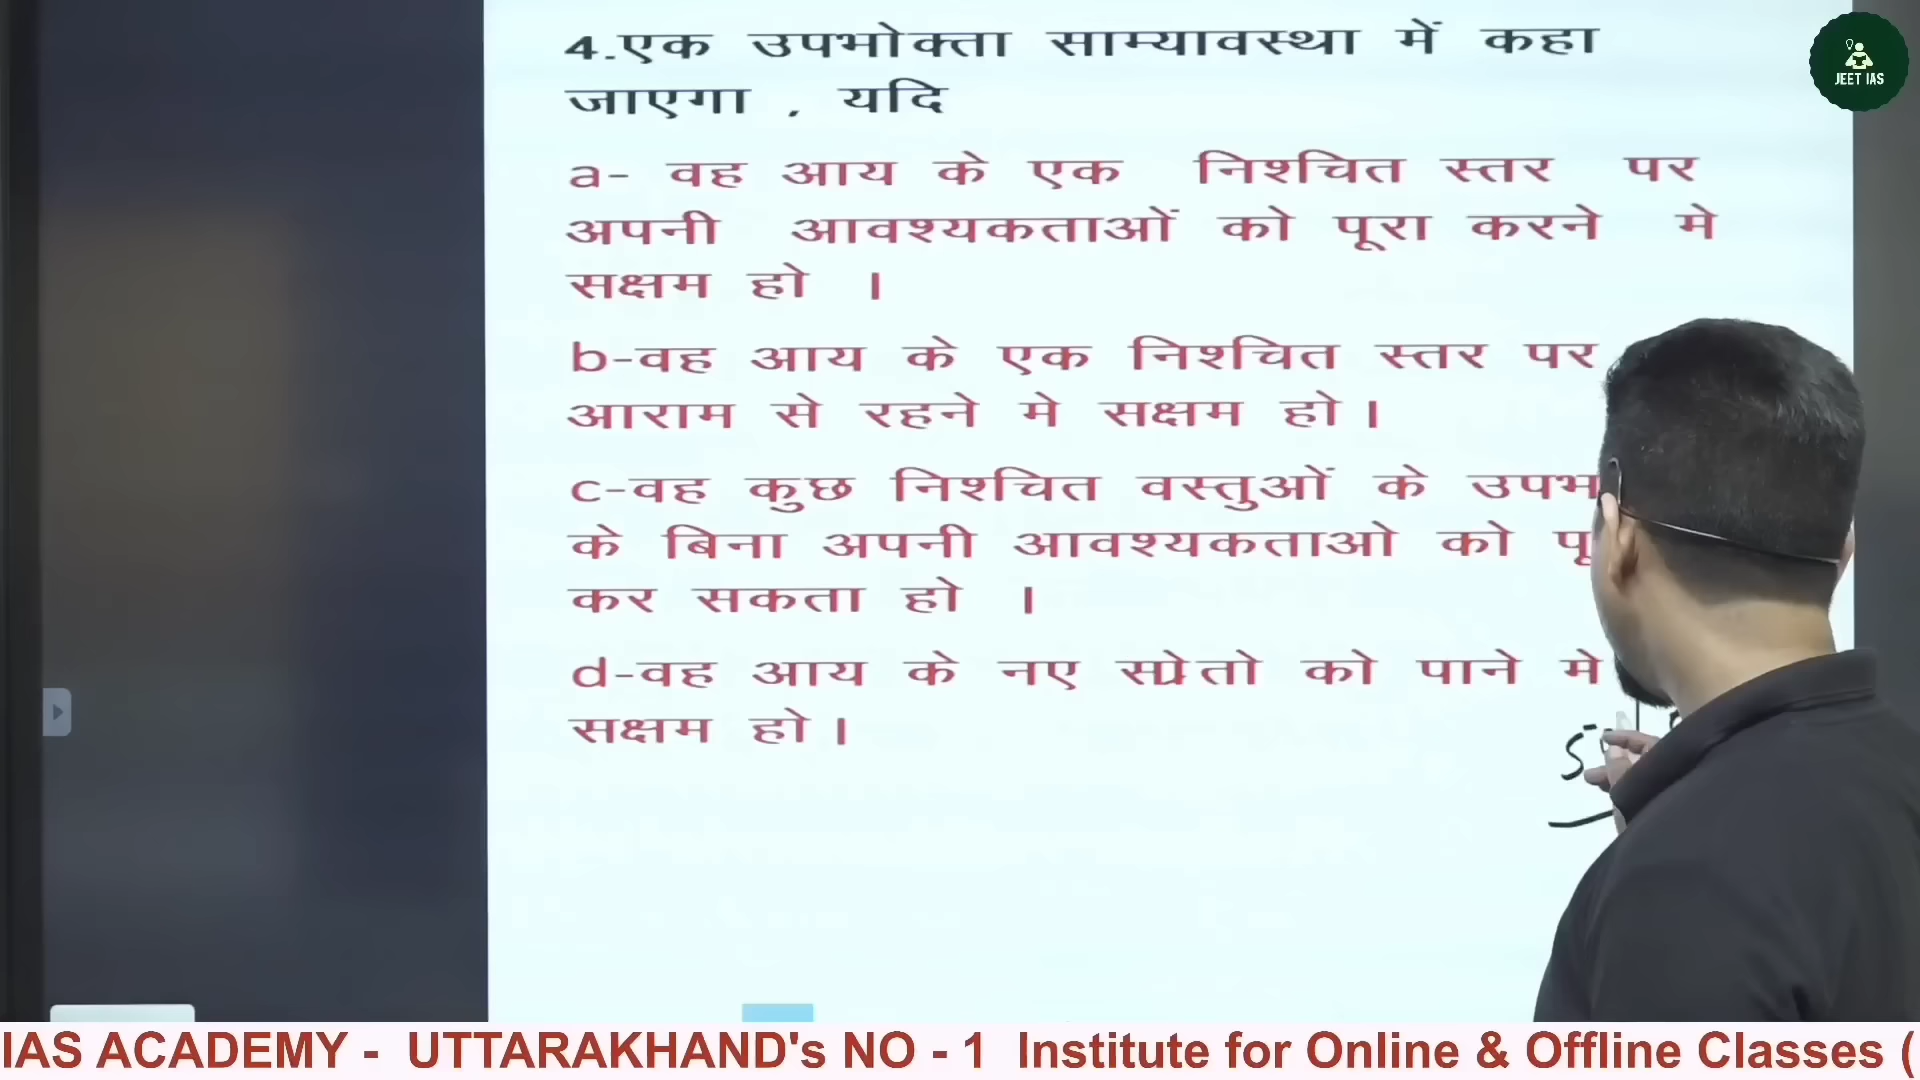 4.एक उपभोक्ता साम्यावस्था में कहा
जाएगा , यदि
a- वह आय के एक निश्चित स्तर पर
अपनी आवश्यकताओं को पूरा करने मे
सक्षम हो ।
b-वह आय के एक निश्चित स्तर पर
आराम से रहने मे सक्षम हो।
c-वह कुछ निश्चित वस्तुओं के
के बिना अपनी आवश्यकताओ को
कर सकता हो ।
d-वह आय के नए स्रोतो को पाने मे
सक्षम हो।
JEET IAS
IAS ACADEMY - UTTARAKHAND's NO - 1 Institute for Online & Offline Classes (